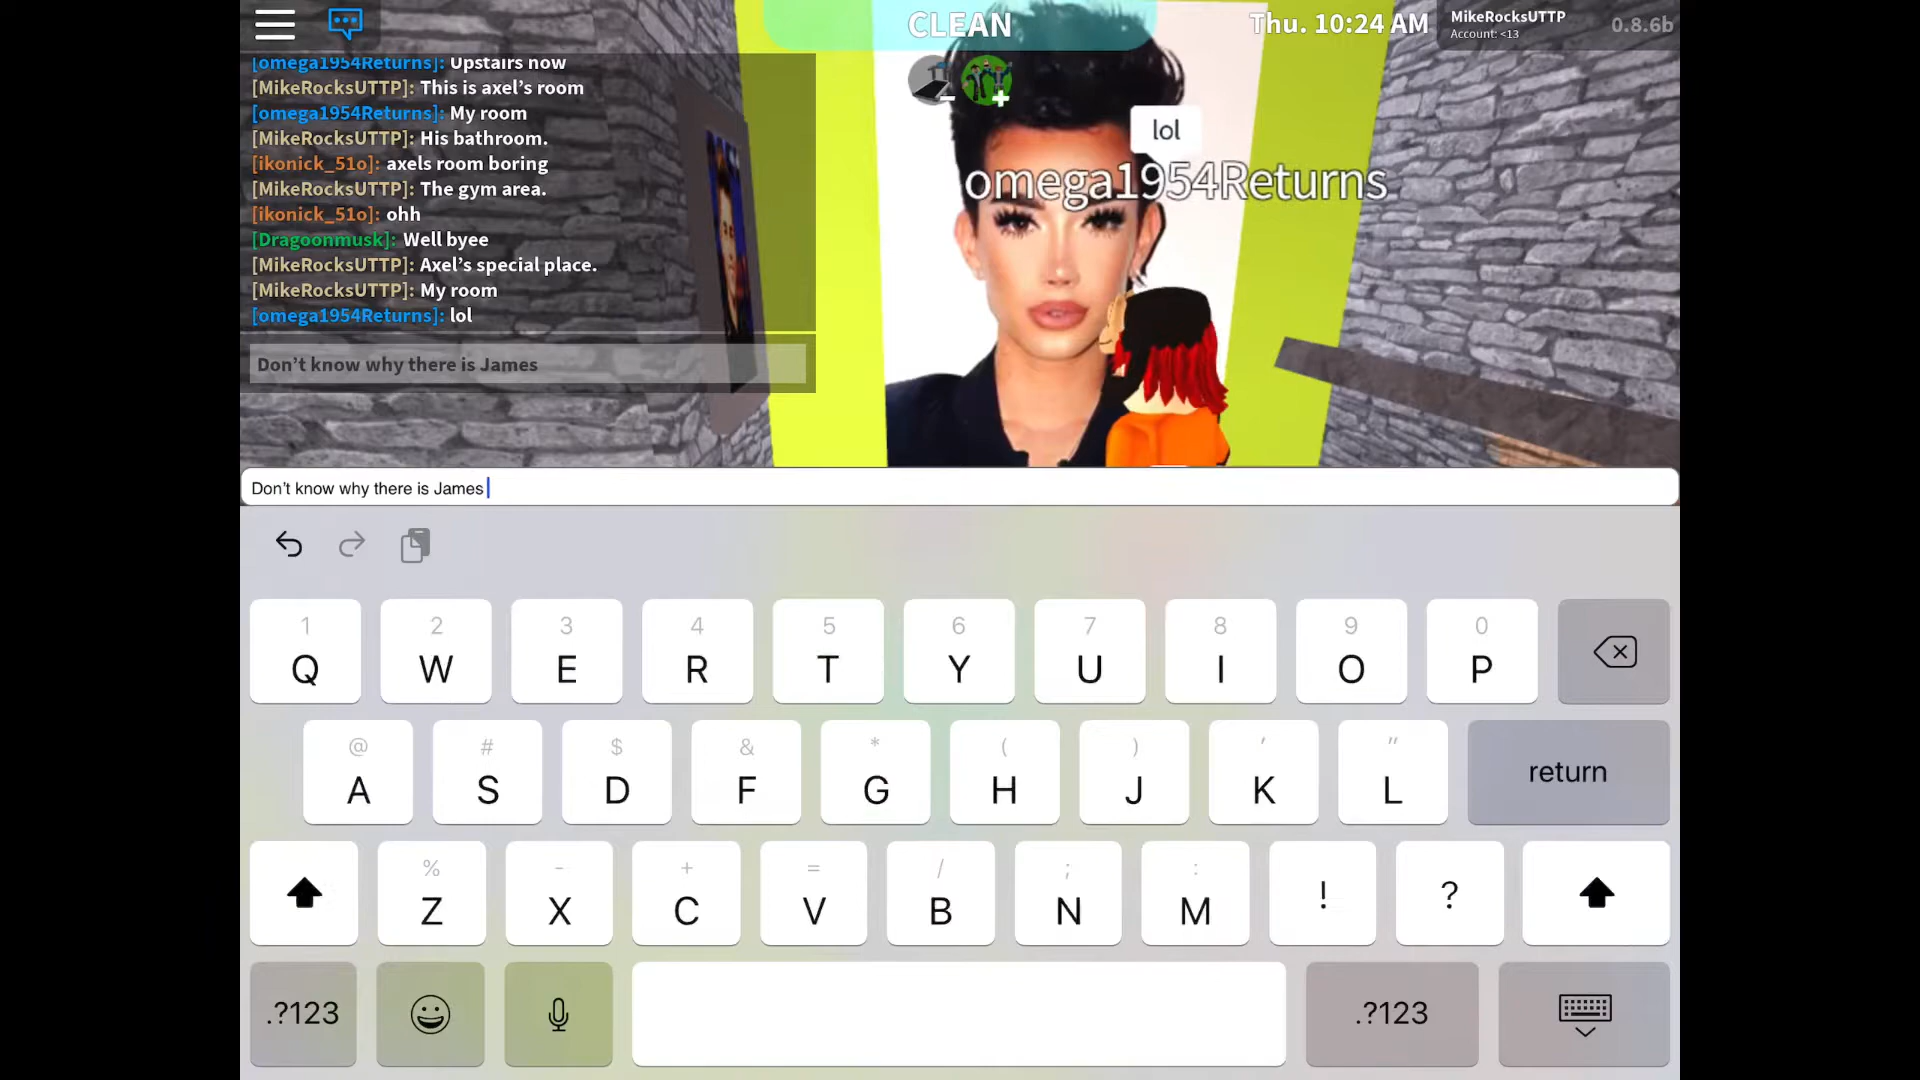 CLEAN
Thu. 10:24 AM
MikeRocksUTTP
Account: <13
0.8.6b
[omega1954Returns]: Upstairs now
[MikeRocksUTTP]: This is axel’s room
[omega1954Returns]: My room
[MikeRocksUTTP]: His bathroom.
[ikonick_51o]: axels room boring
[MikeRocksUTTP]: The gym area.
[ikonick_51o]: ohh
[Dragoonmusk]: Well byee
[MikeRocksUTTP]: Axel’s special place.
[MikeRocksUTTP]: My room
[omega1954Returns]: lol
Don’t know why there is James
lol
omega1954Returns
Don’t know why there is James
1 2 3 4 5 6 7 8 9 0
Q W E R T Y U I O P
@ # $ & * ( ) ' "
A S D F G H J K L return
% - + = / ; :
Z X C V B N M ! ?
.?123 .?123